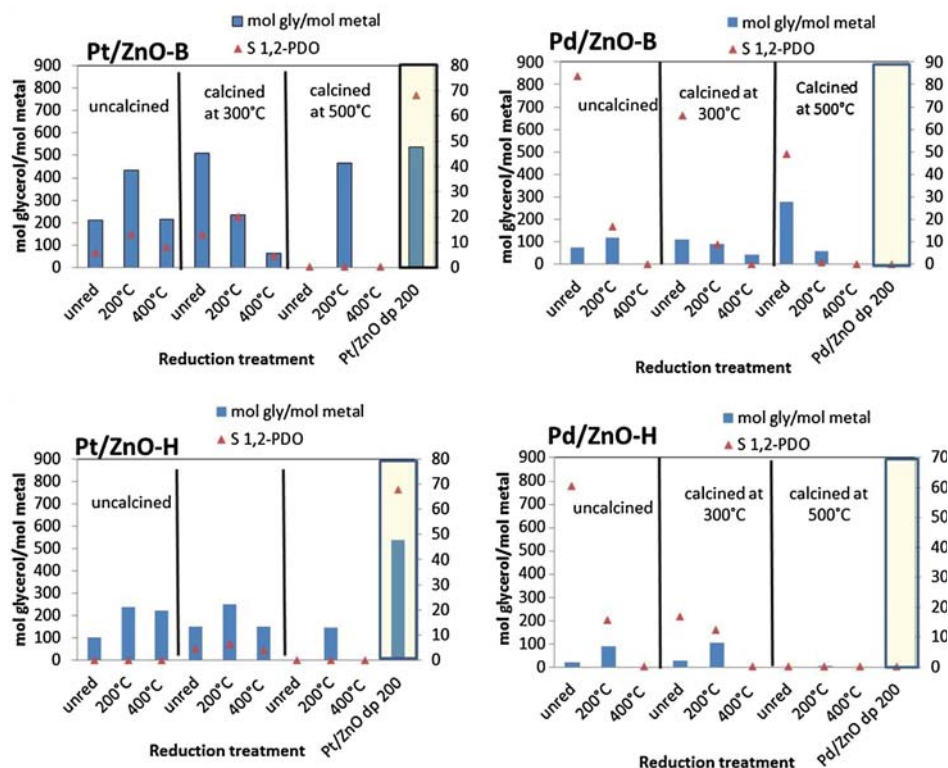 mol gly/mol metal
S 1,2-PDO
Pt/ZnO-B
mol glycerol/mol metal
900
800
700
600
500
400
300
200
100
0
uncalcined
calcined
at 300°C
calcined
at 500°C
80
70
60
50
40
30
20
10
0
unred
200°C
400°C
unred
200°C
400°C
unred
200°C
400°C
Pt/ZnO dp 200
Reduction treatment
mol gly/mol metal
S 1,2-PDO
Pd/ZnO-B
mol glycerol/mol metal
900
800
700
600
500
400
300
200
100
0
uncalcined
calcined at
300°C
Calcined
at 500°C
90
80
70
60
50
40
30
20
10
0
unred
200°C
400°C
unred
200°C
400°C
unred
200°C
400°C
Pd/ZnO dp 200
Reduction treatment
mol gly/mol metal
S 1,2-PDO
Pt/ZnO-H
mol glycerol/mol metal
900
800
700
600
500
400
300
200
100
0
uncalcined
80
70
60
50
40
30
20
10
0
unred
200°C
400°C
unred
200°C
400°C
unred
200°C
400°C
Pt/ZnO dp 200
Reduction treatment
mol gly/mol metal
S 1,2-PDO
Pd/ZnO-H
mol glycerol/mol metal
900
800
700
600
500
400
300
200
100
0
uncalcined
calcined at
300°C
calcined at
500°C
70
60
50
40
30
20
10
0
unred
200°C
400°C
unred
200°C
400°C
unred
200°C
400°C
Pd/ZnO dp 200
Reduction treatment